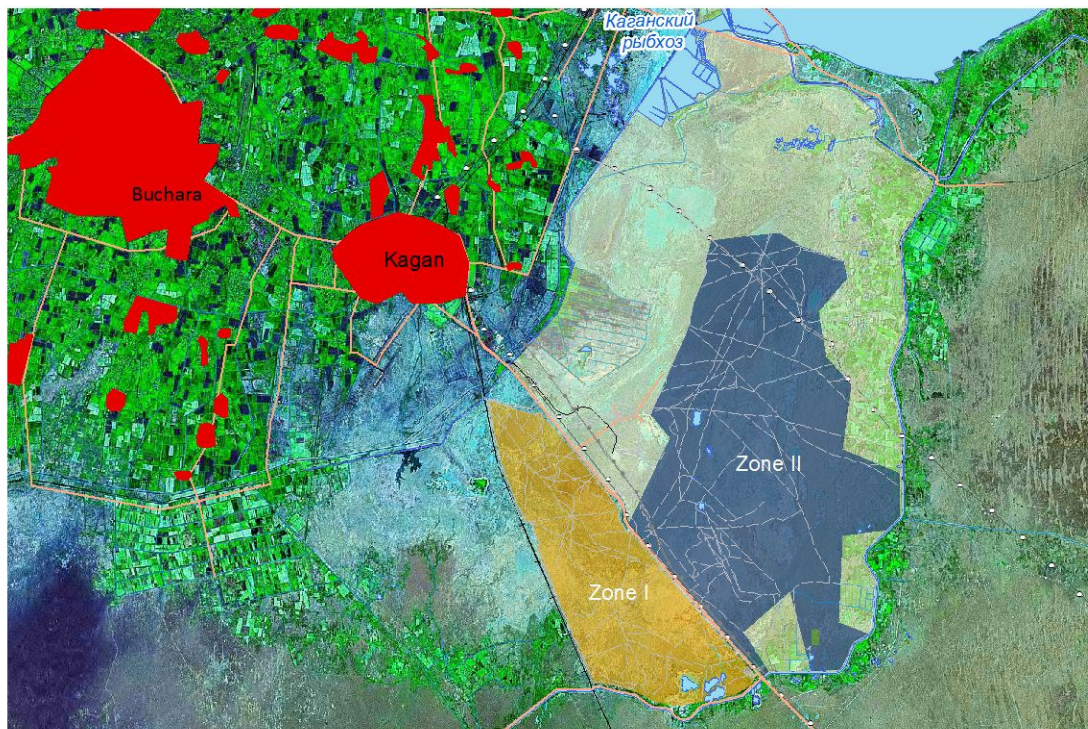 Каганский
рыбхоз
Buchara
Kagan
Zone II
Zone I